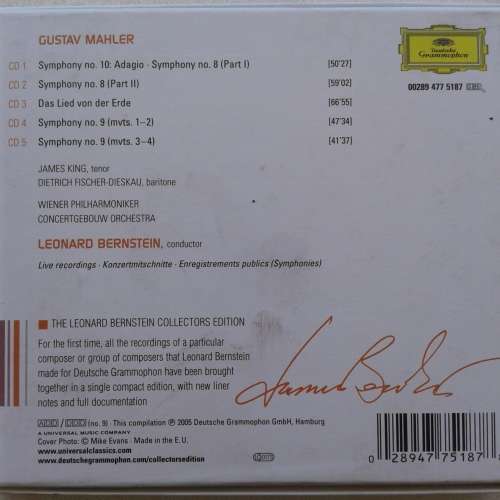 GUSTAV MAHLER
Deutsche
Grammophon
CD 1 Symphony no. 10: Adagio · Symphony no. 8 (Part I) [50'27]
00289 477 5187
CD 2 Symphony no. 8 (Part II) [59'02]
CD 3 Das Lied von der Erde [66'55]
CD 4 Symphony no. 9 (mvts. 1–2) [47'34]
CD 5 Symphony no. 9 (mvts. 3–4) [41'37]
JAMES KING, tenor
DIETRICH FISCHER-DIESKAU, baritone
WIENER PHILHARMONIKER
CONCERTGEBOUW ORCHESTRA
LEONARD BERNSTEIN, conductor
Live recordings · Konzertmitschnitte · Enregistrements publics (Symphonies)
THE LEONARD BERNSTEIN COLLECTORS EDITION
For the first time, all the recordings of a particular
composer or group of composers that Leonard Bernstein
made for Deutsche Grammophon have been brought
together in a single compact edition, with new liner
notes and full documentation
(no. 9) · This compilation ℗ 2005 Deutsche Grammophon GmbH, Hamburg
A UNIVERSAL MUSIC COMPANY
Cover Photo: © Mike Evans · Made in the E.U.
www.universalclassics.com
www.deutschegrammophon.com/collectorsedition
0 28947 75187